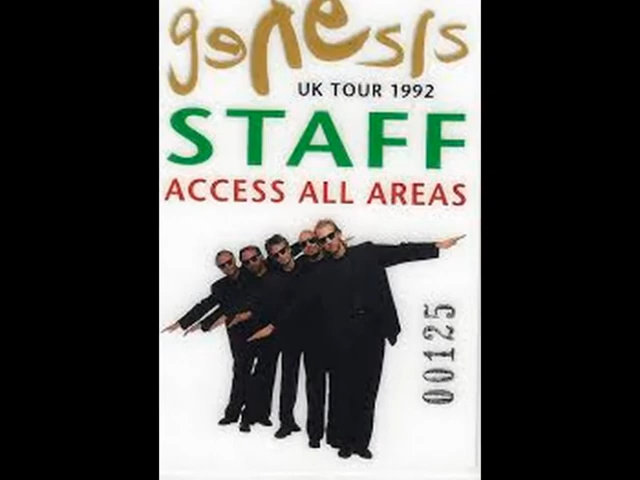 genesis
UK TOUR 1992
STAFF
ACCESS ALL AREAS
00125